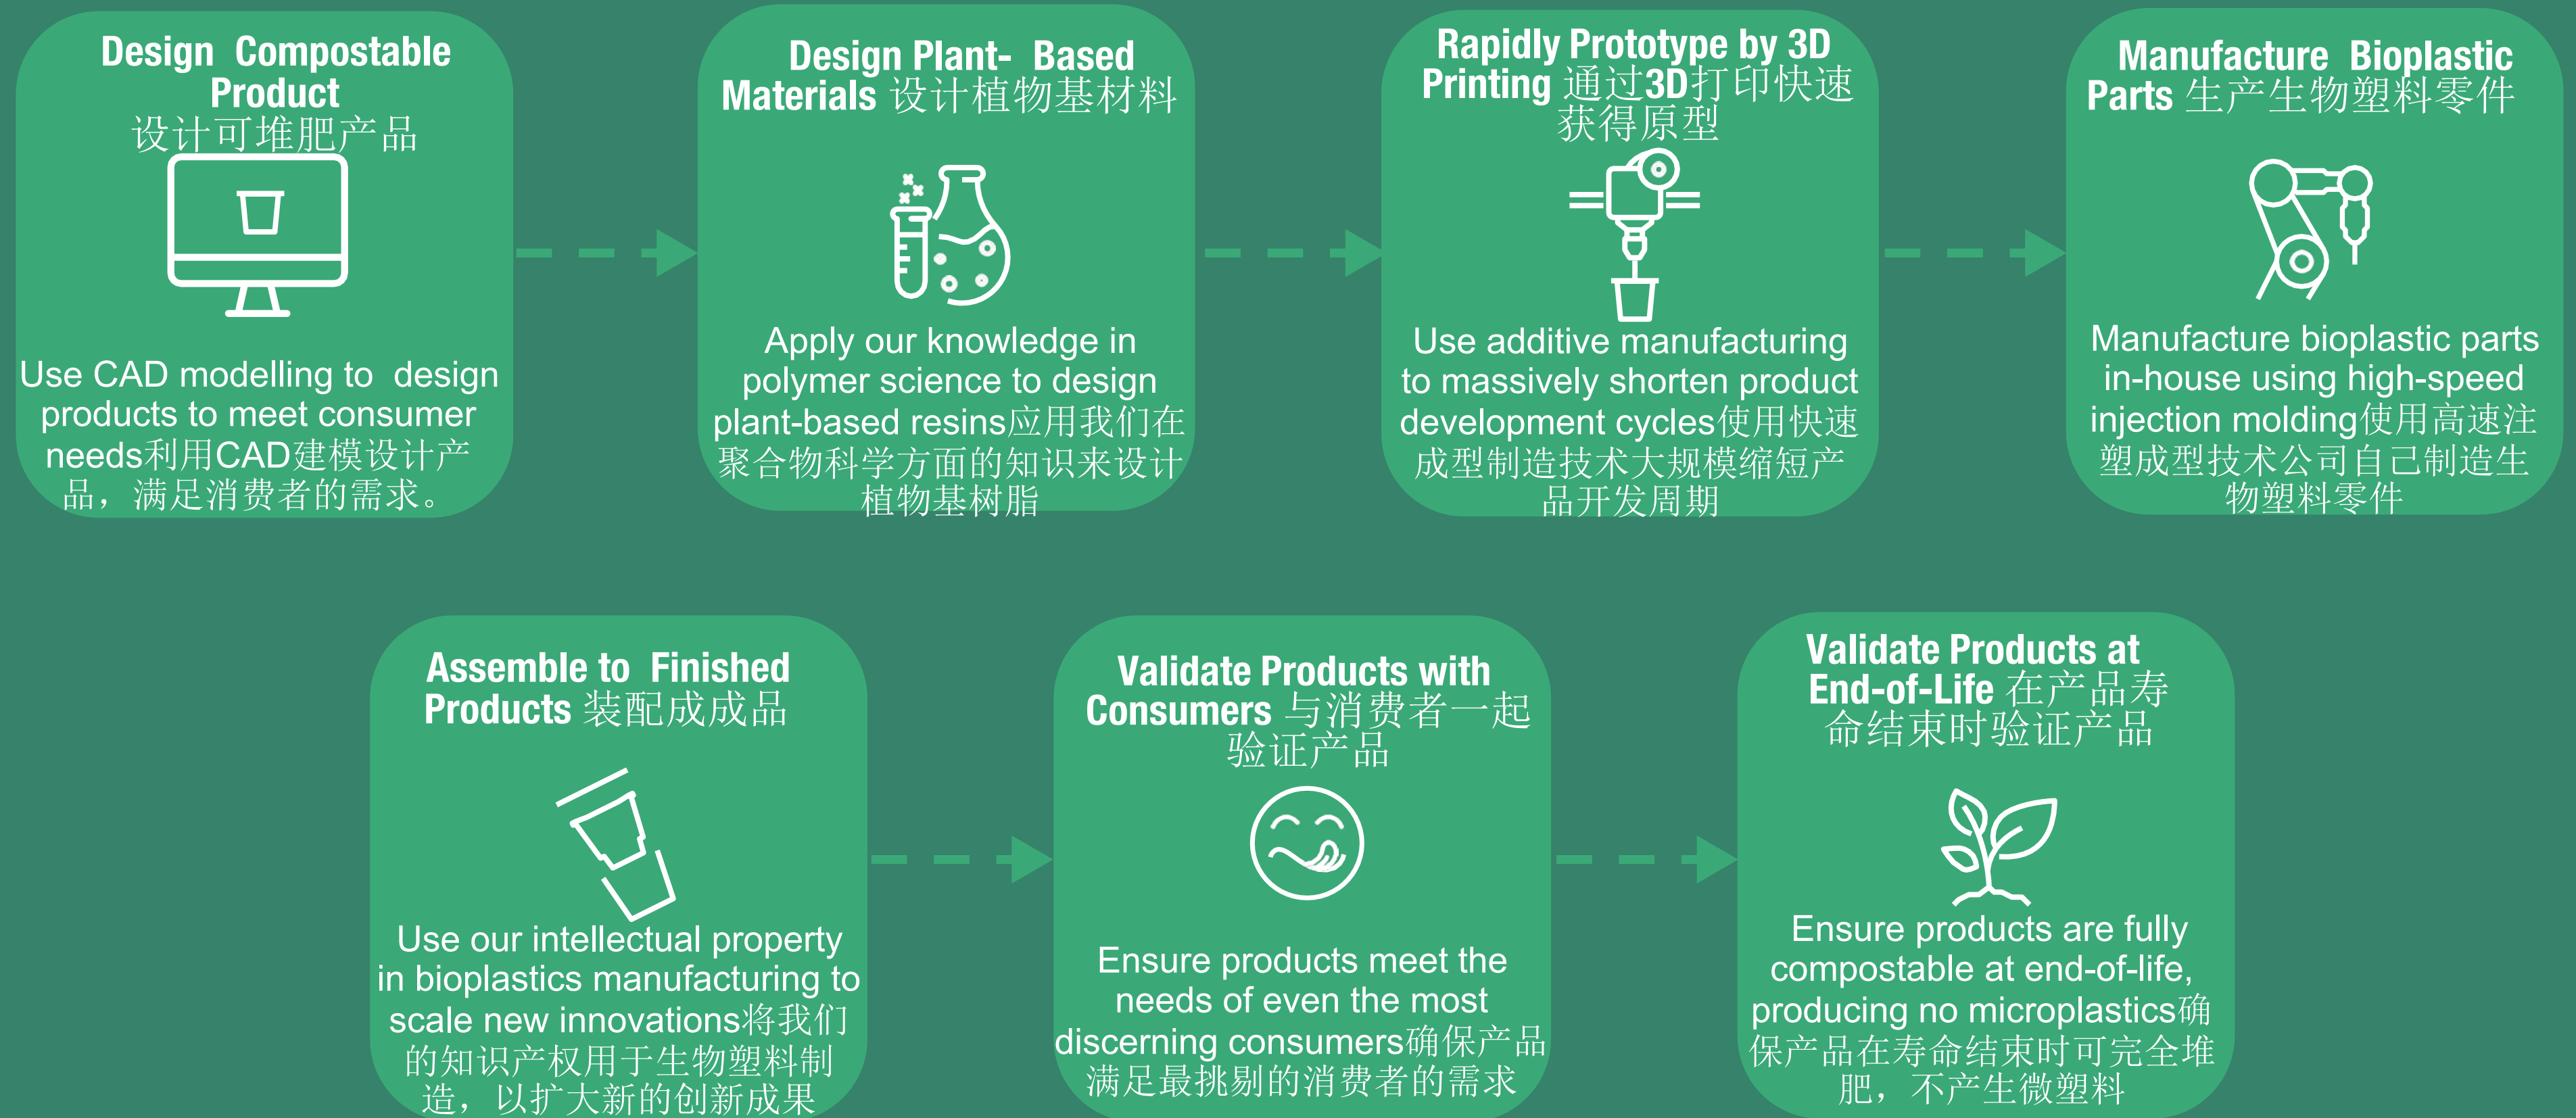 Design Compostable
Product
设计可堆肥产品
Use CAD modelling to design
products to meet consumer
needs利用CAD建模设计产
品，满足消费者的需求。
Design Plant- Based
Materials 设计植物基材料
Apply our knowledge in
polymer science to design
plant-based resins应用我们在
聚合物科学方面的知识来设计
植物基树脂
Rapidly Prototype by 3D
Printing 通过3D打印快速
获得原型
Use additive manufacturing
to massively shorten product
development cycles使用快速
成型制造技术大规模缩短产
品开发周期
Manufacture Bioplastic
Parts 生产生物塑料零件
Manufacture bioplastic parts
in-house using high-speed
injection molding使用高速注
塑成型技术公司自己制造生
物塑料零件
Assemble to Finished
Products 装配成成品
Use our intellectual property
in bioplastics manufacturing to
scale new innovations将我们
的知识产权用于生物塑料制
造，以扩大新的创新成果
Validate Products with
Consumers 与消费者一起
验证产品
Ensure products meet the
needs of even the most
discerning consumers确保产品
满足最挑剔的消费者的需求
Validate Products at
End-of-Life 在产品寿
命结束时验证产品
Ensure products are fully
compostable at end-of-life,
producing no microplastics确
保产品在寿命结束时可完全堆
肥，不产生微塑料